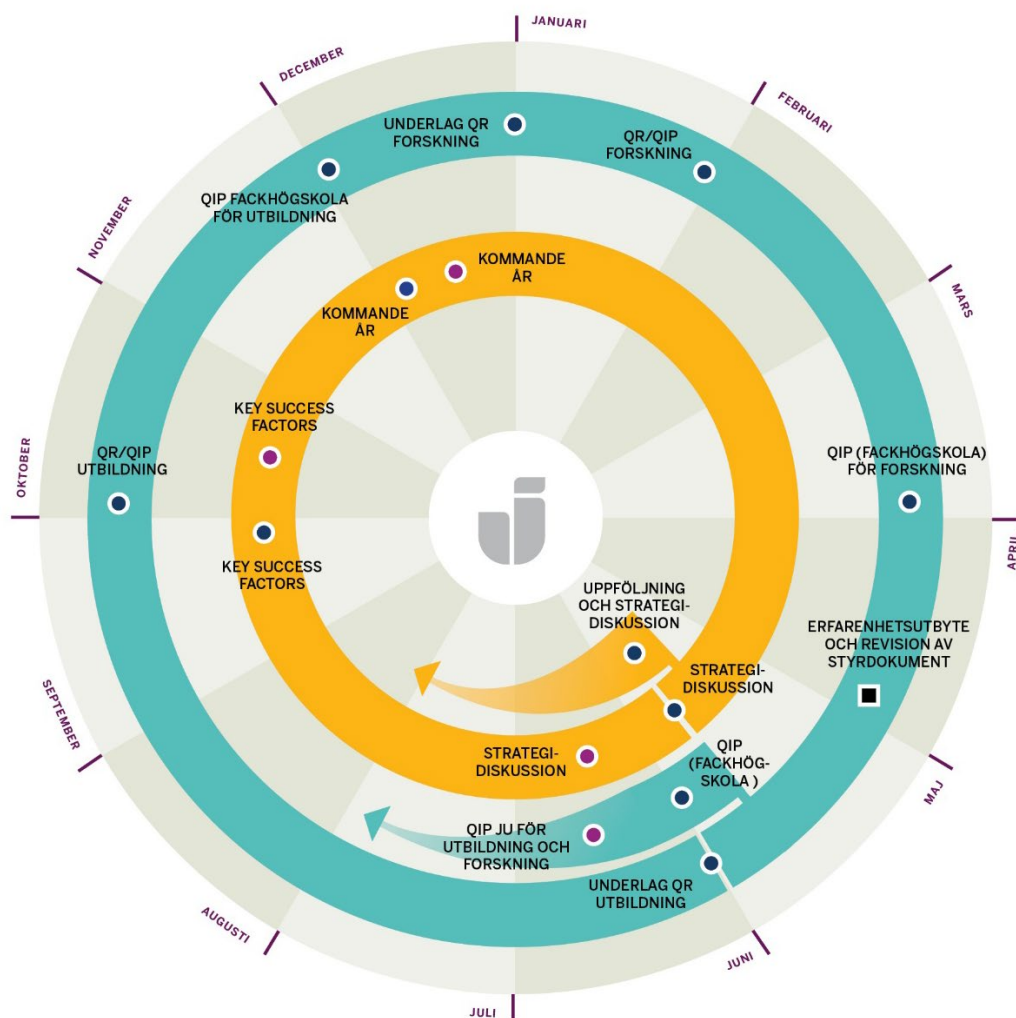 JANUARI
FEBRUARI
MARS
APRIL
MAJ
JUNI
JULI
AUGUSTI
SEPTEMBER
OKTOBER
NOVEMBER
DECEMBER
UNDERLAG QR
FORSKNING
QR/QIP
FORSKNING
QIP FACKHÖGSKOLA
FÖR UTBILDNING
KOMMANDE
ÅR
KOMMANDE
ÅR
KEY SUCCESS
FACTORS
QR/QIP
UTBILDNING
QIP (FACKHÖGSKOLA)
FÖR FORSKNING
KEY SUCCESS
FACTORS
UPPFÖLJNING
OCH STRATEGI-
DISKUSSION
ERFARENHETSUTBYTE
OCH REVISION AV
STYRDOKUMENT
STRATEGI-
DISKUSSION
STRATEGI-
DISKUSSION
QIP
(FACKHÖG-
SKOLA )
QIP JU FÖR
UTBILDNING OCH
FORSKNING
UNDERLAG QR
UTBILDNING